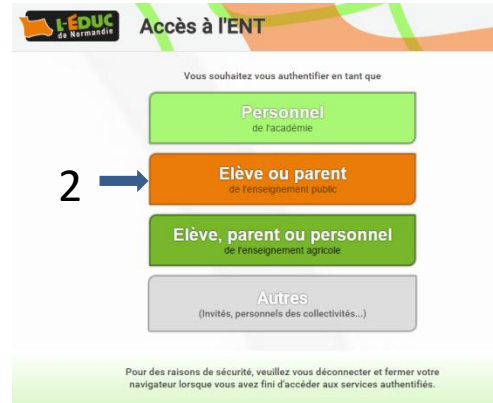 L'ÉDUC
de Normandie
Accès à l'ENT
Vous souhaitez vous authentifier en tant que
Personnel
de l'académie
2
Elève ou parent
de l'enseignement public
Elève, parent ou personnel
de l'enseignement agricole
Autres
(Invités, personnels des collectivités...)
Pour des raisons de sécurité, veuillez vous déconnecter et fermer votre
navigateur lorsque vous avez fini d'accéder aux services authentifiés.